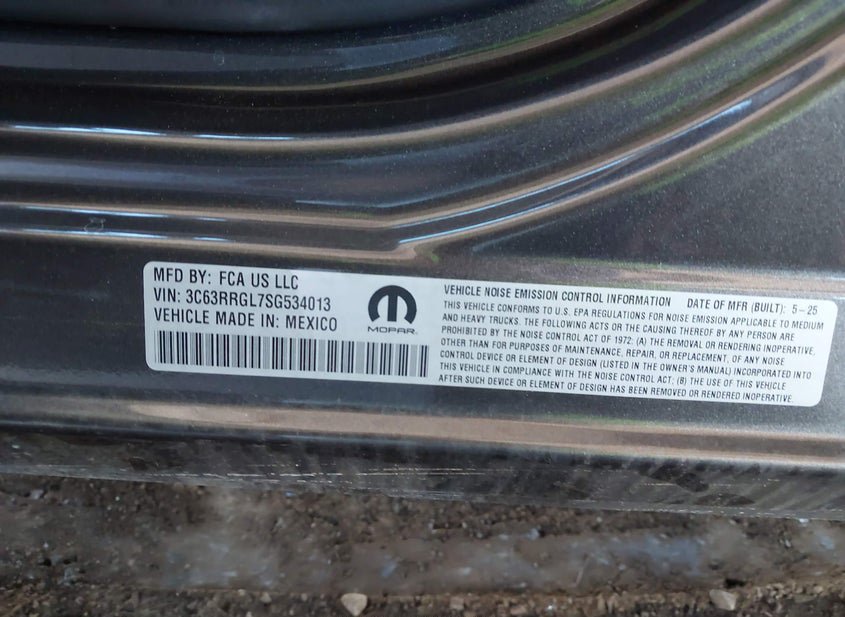 MFD BY: FCA US LLC
VIN: 3C63RRGL7SG534013
VEHICLE MADE IN: MEXICO
MOPAR.
VEHICLE NOISE EMISSION CONTROL INFORMATION DATE OF MFR (BUILT): 5-25
THIS VEHICLE CONFORMS TO U.S. EPA REGULATIONS FOR NOISE EMISSION APPLICABLE TO MEDIUM
AND HEAVY TRUCKS. THE FOLLOWING ACTS OR THE CAUSING THEREOF BY ANY PERSON ARE
PROHIBITED BY THE NOISE CONTROL ACT OF 1972: (A) THE REMOVAL OR RENDERING INOPERATIVE,
OTHER THAN FOR PURPOSES OF MAINTENANCE, REPAIR, OR REPLACEMENT, OF ANY NOISE
CONTROL DEVICE OR ELEMENT OF DESIGN (LISTED IN THE OWNER'S MANUAL) INCORPORATED INTO
THIS VEHICLE IN COMPLIANCE WITH THE NOISE CONTROL ACT; (B) THE USE OF THIS VEHICLE
AFTER SUCH DEVICE OR ELEMENT OF DESIGN HAS BEEN REMOVED OR RENDERED INOPERATIVE.